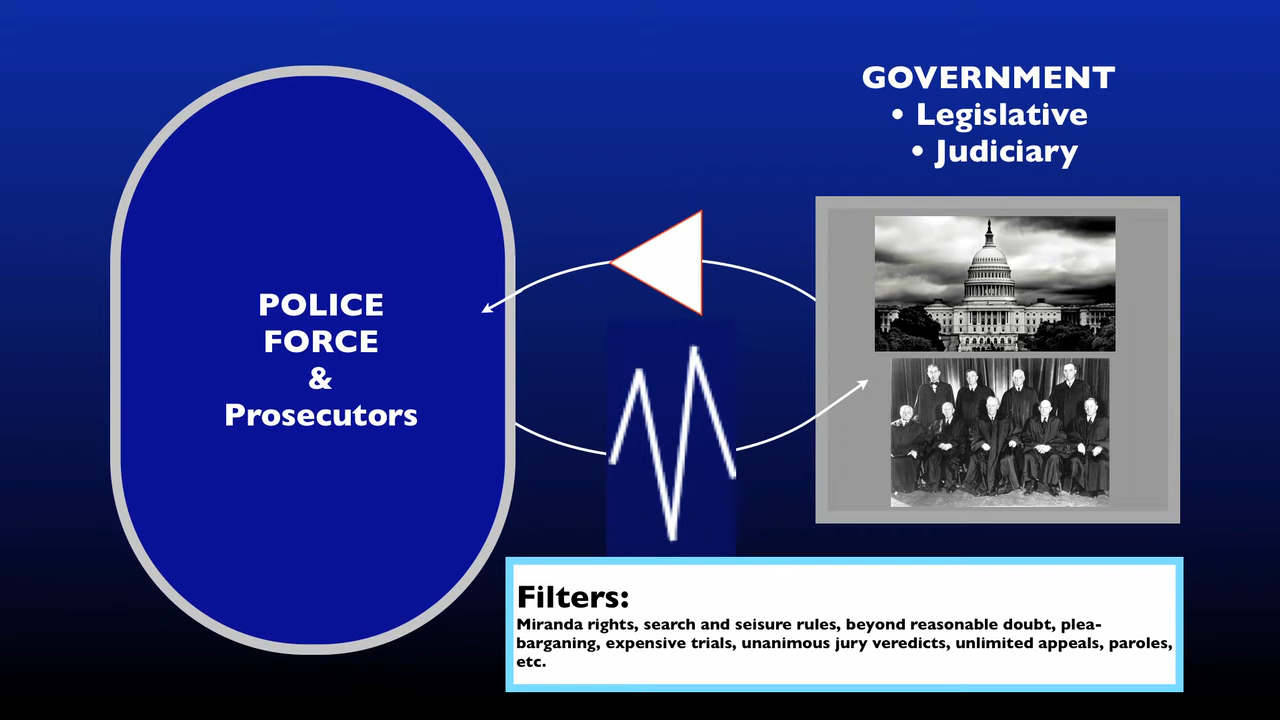 GOVERNMENT
• Legislative
• Judiciary
POLICE
FORCE
&
Prosecutors
Filters:
Miranda rights, search and seisure rules, beyond reasonable doubt, plea-
barganing, expensive trials, unanimous jury veredicts, unlimited appeals, paroles,
etc.